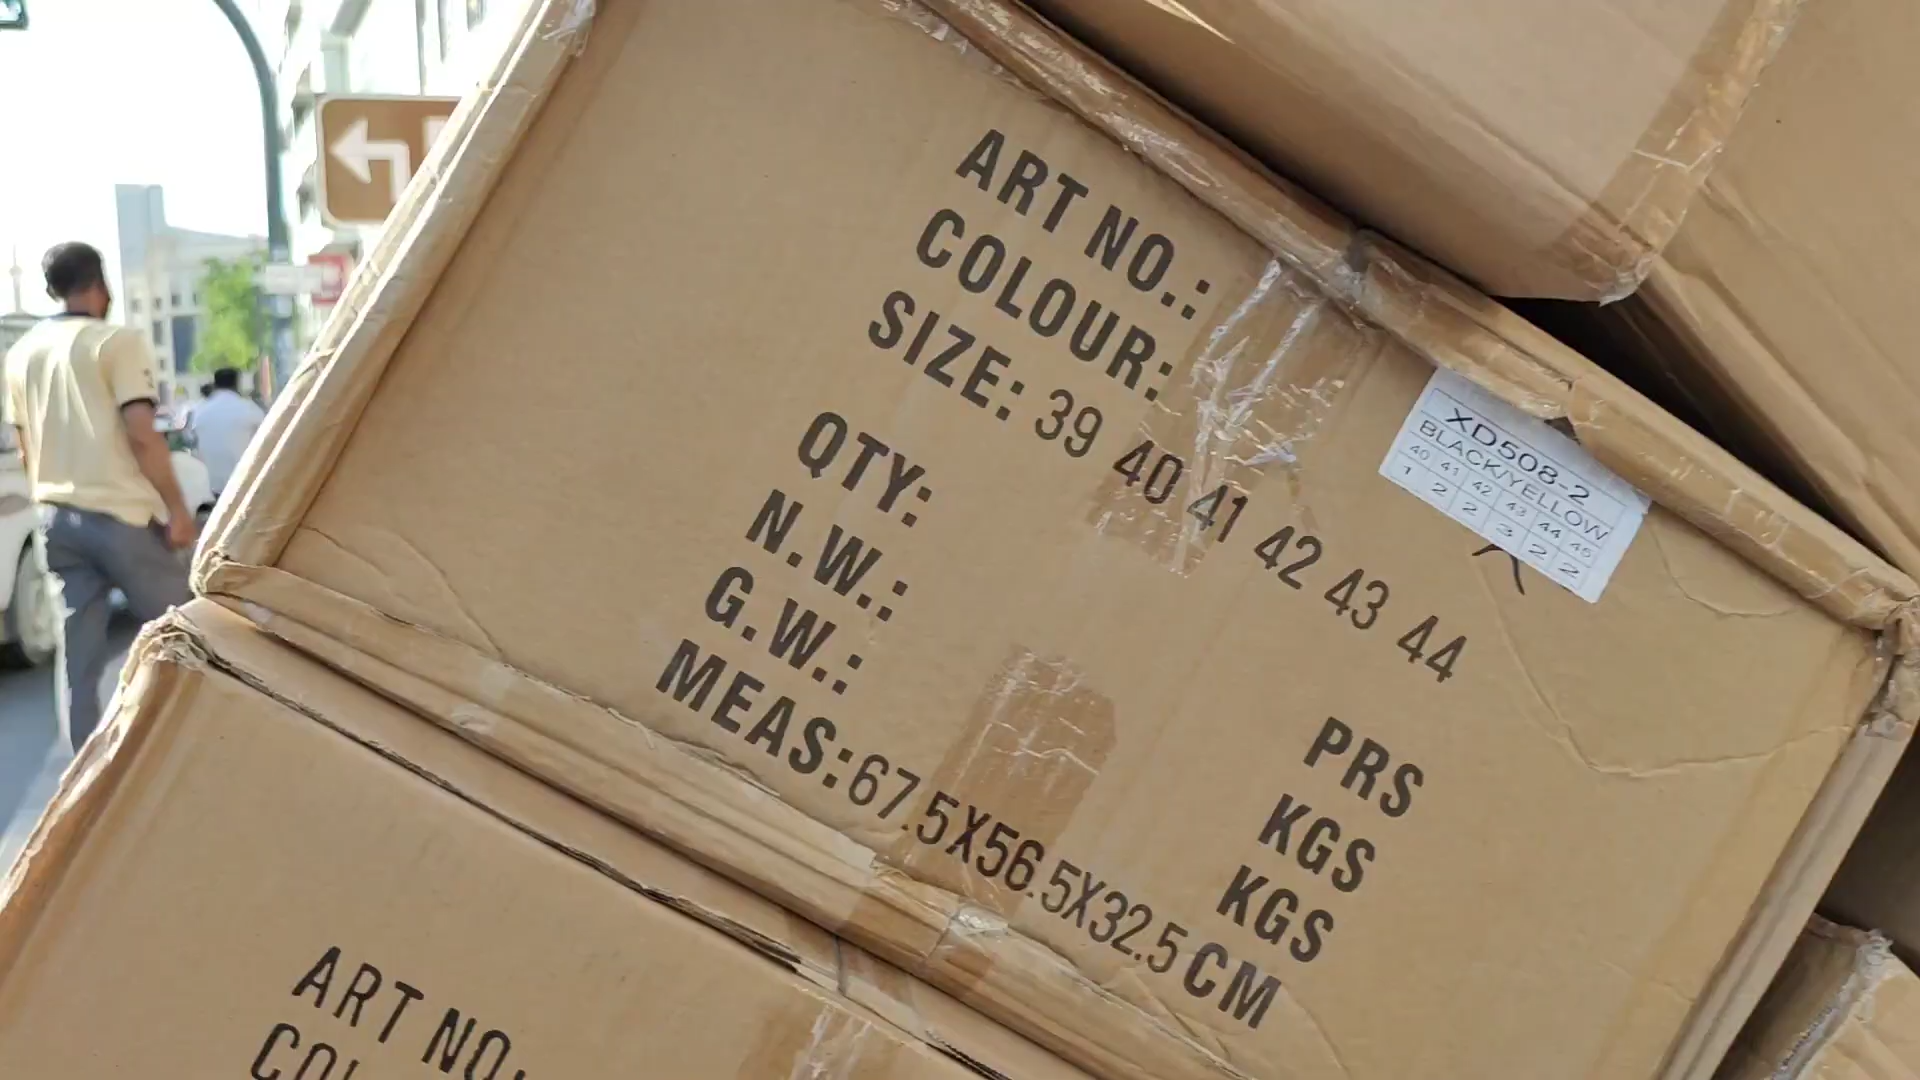 ART NO.:
COLOUR:
SIZE: 39 40 41 42 43 44
QTY: PRS
N.W.: KGS
G.W.: KGS
MEAS: 67.5X56.5X32.5 CM
XD508-2
BLACK/YELLOW
40 41 42 43 44 45
1 2 2 3 2 2
ART NO.